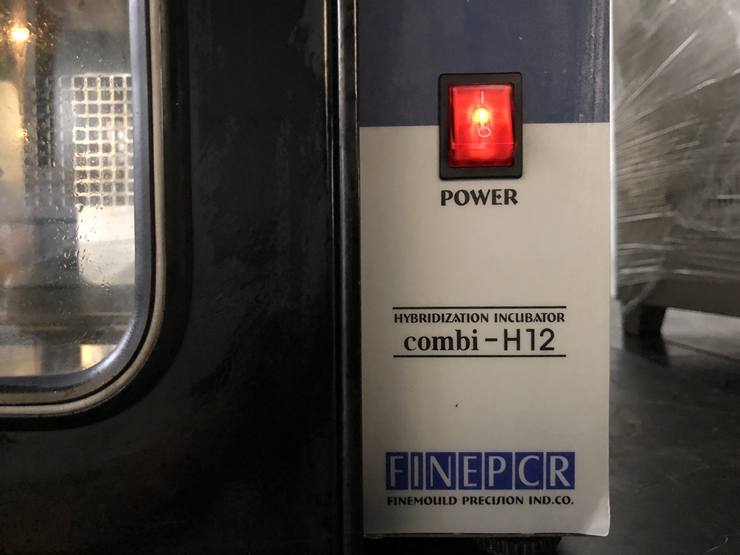 POWER
HYBRIDIZATION INCUBATOR
combi-H12
FINEPCR
FINEMOULD PRECISION IND.CO.